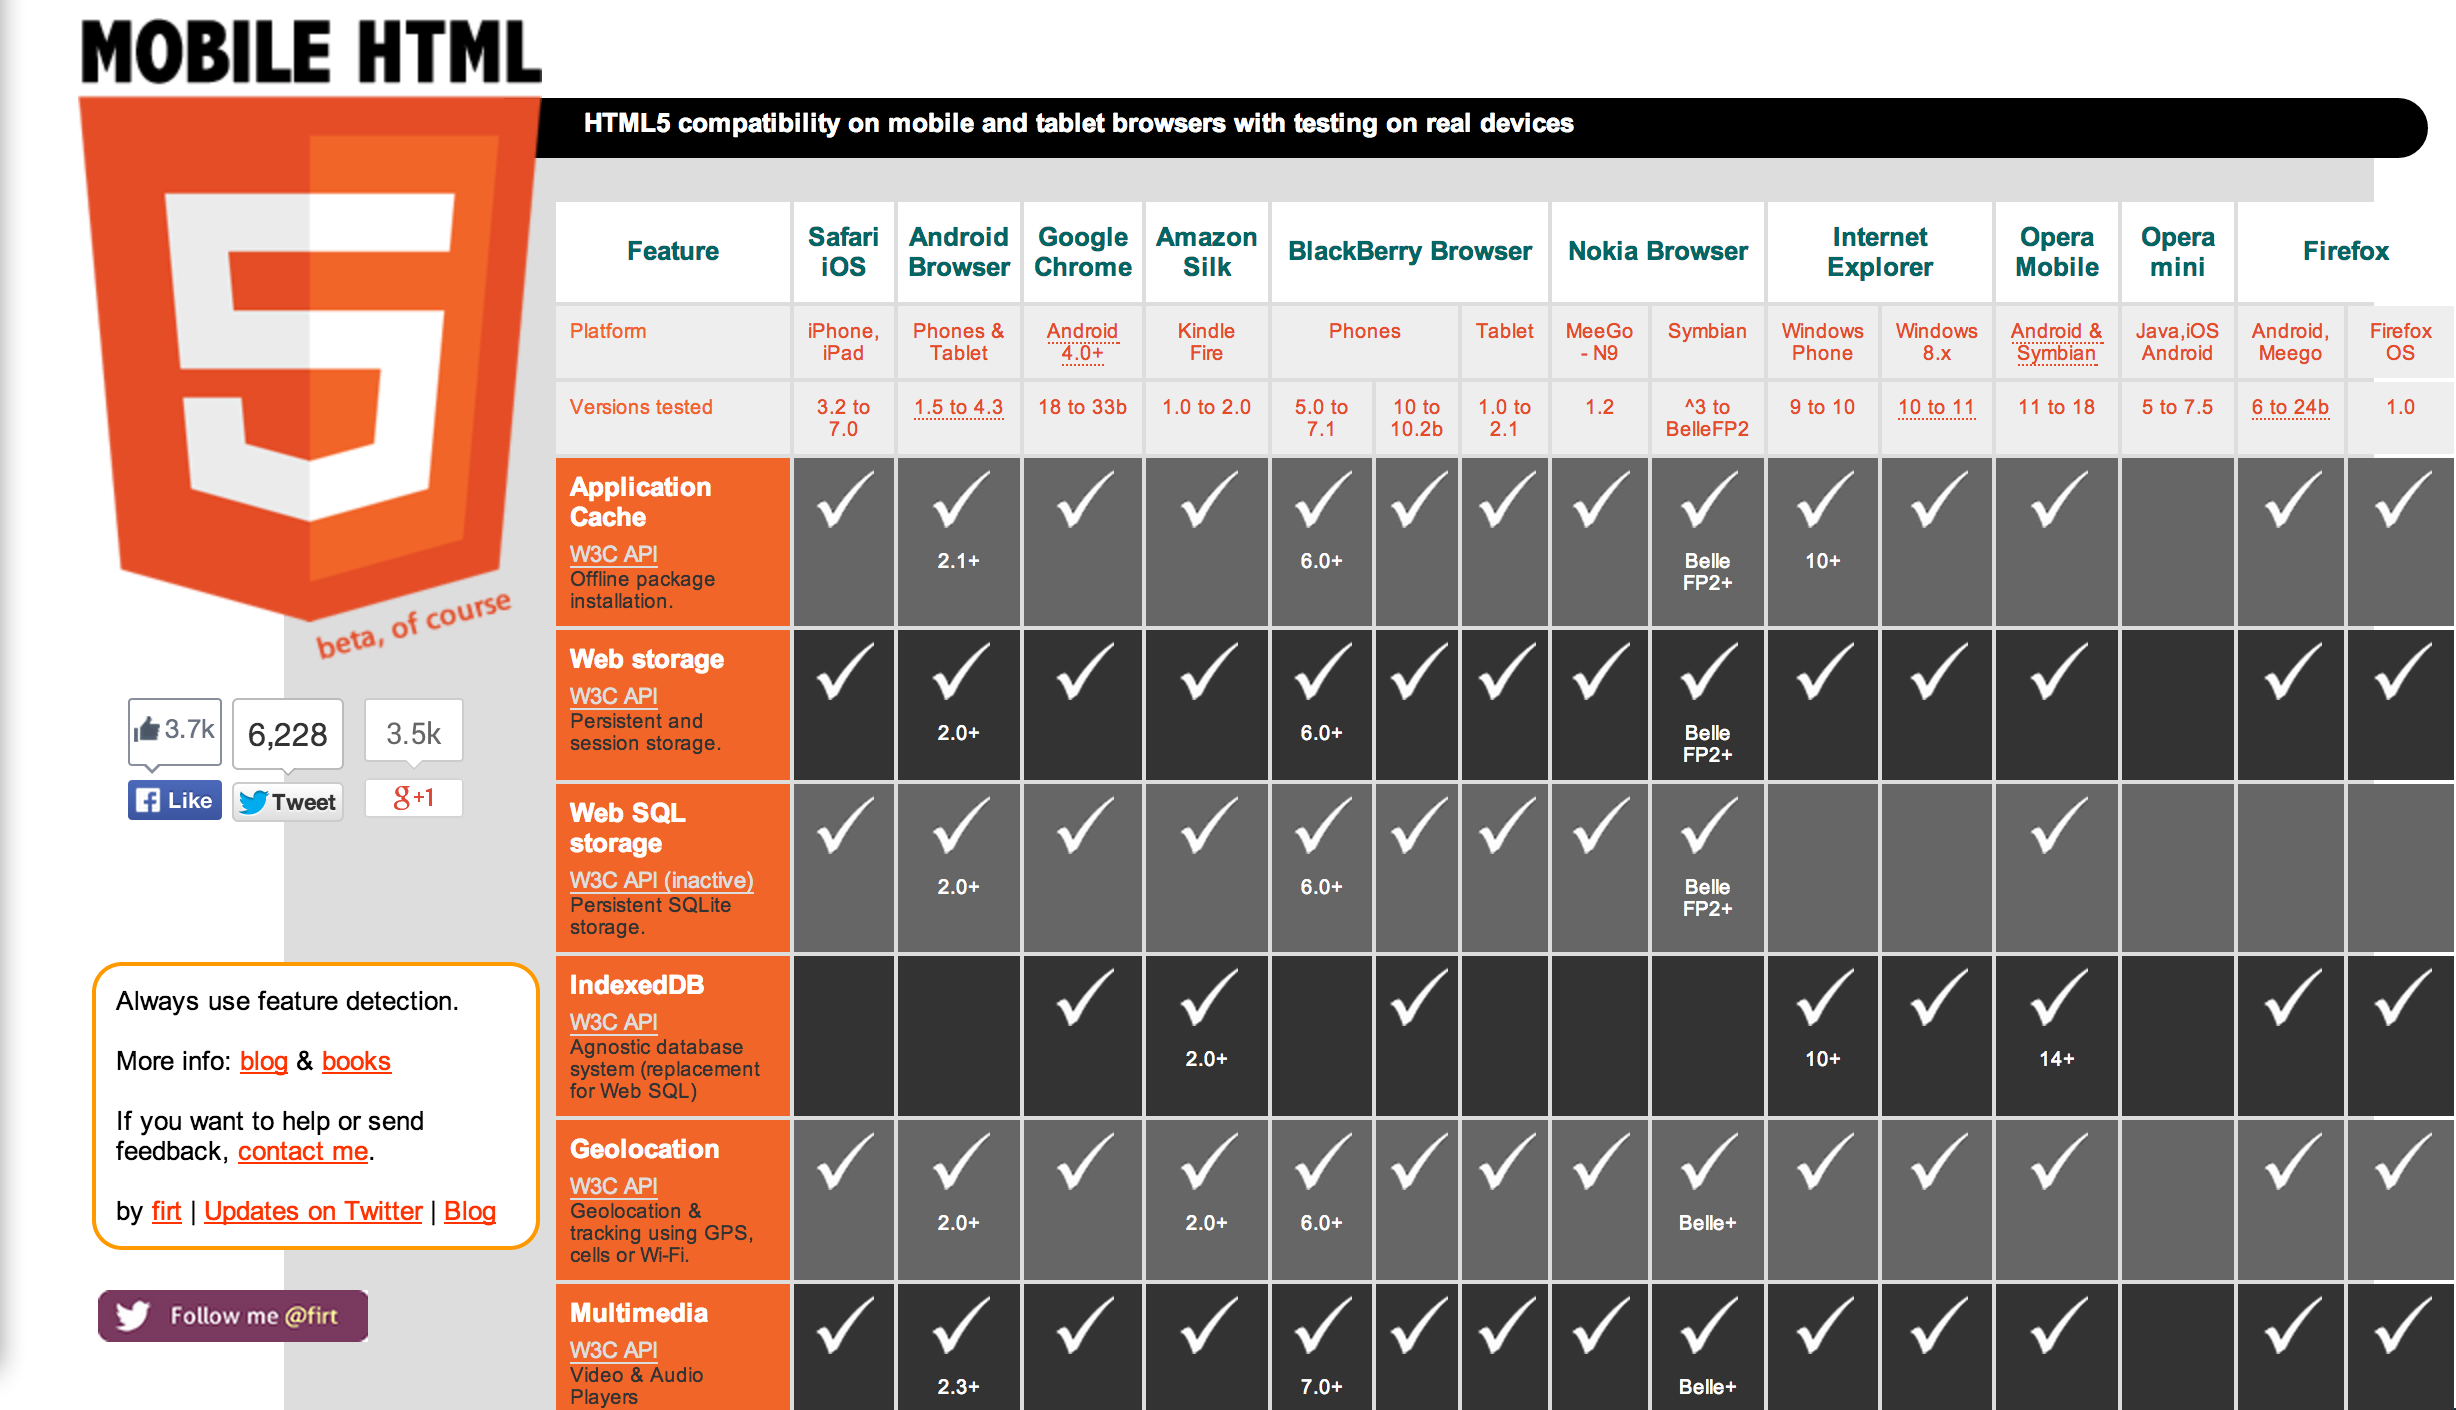 MOBILE HTML
5
beta, of course
HTML5 compatibility on mobile and tablet browsers with testing on real devices
3.7k
6,228
3.5k
Like
Tweet
g+1
Always use feature detection.
More info: blog & books
If you want to help or send
feedback, contact me.
by firt | Updates on Twitter | Blog
Follow me @firt
Feature
Safari
iOS
Android
Browser
Google
Chrome
Amazon
Silk
BlackBerry Browser
Nokia Browser
Internet
Explorer
Opera
Mobile
Opera
mini
Firefox
Platform
iPhone,
iPad
Phones &
Tablet
Android
4.0+
Kindle
Fire
Phones
Tablet
MeeGo
- N9
Symbian
Windows
Phone
Windows
8.x
Android &
Symbian
Java,iOS
Android
Android,
Meego
Firefox
OS
Versions tested
3.2 to
7.0
1.5 to 4.3
18 to 33b
1.0 to 2.0
5.0 to
7.1
10 to
10.2b
1.0 to
2.1
1.2
^3 to
BelleFP2
9 to 10
10 to 11
11 to 18
5 to 7.5
6 to 24b
1.0
Application
Cache
W3C API
Offline package
installation.
2.1+
6.0+
Belle
FP2+
10+
Web storage
W3C API
Persistent and
session storage.
2.0+
6.0+
Belle
FP2+
Web SQL
storage
W3C API (inactive)
Persistent SQLite
storage.
2.0+
6.0+
Belle
FP2+
IndexedDB
W3C API
Agnostic database
system (replacement
for Web SQL)
2.0+
10+
14+
Geolocation
W3C API
Geolocation &
tracking using GPS,
cells or Wi-Fi.
2.0+
2.0+
6.0+
Belle+
Multimedia
W3C API
Video & Audio
Players
2.3+
7.0+
Belle+